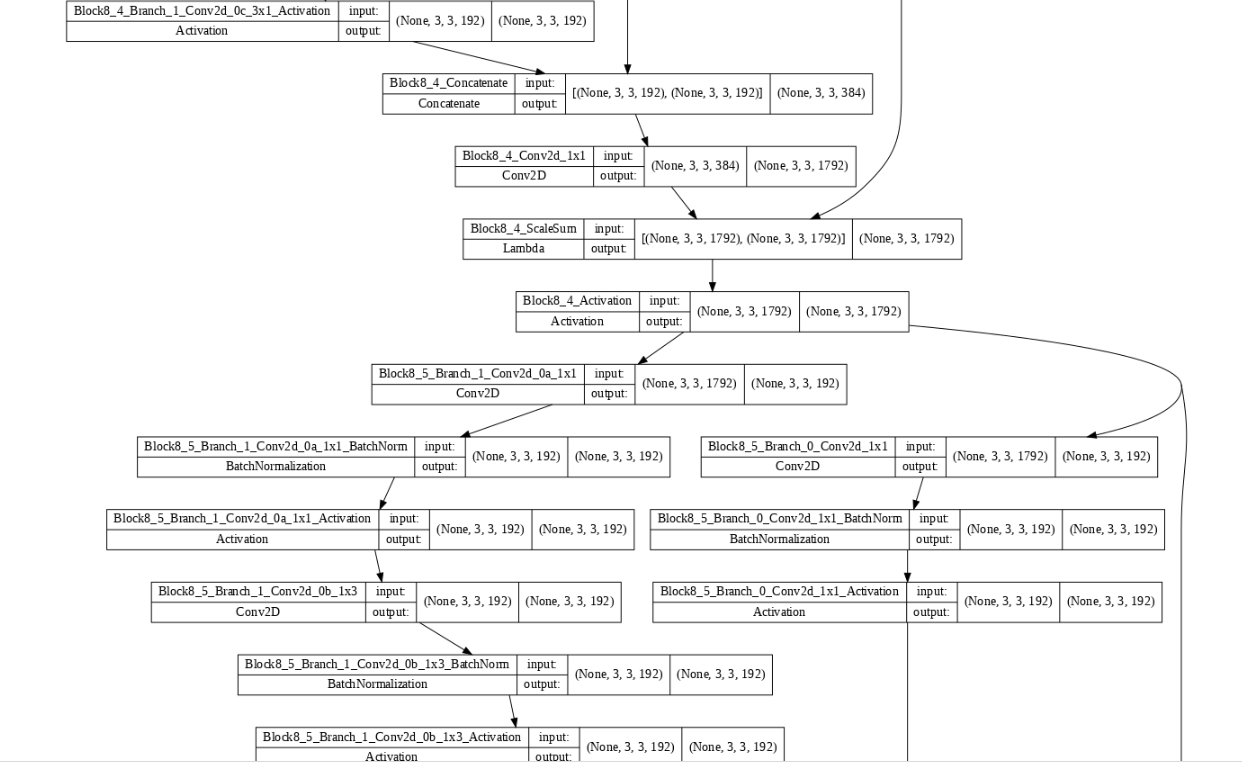 Block8_4_Branch_1_Conv2d_0c_3x1_Activation input: (None, 3, 3, 192) (None, 3, 3, 192)
Activation output:
Block8_4_Concatenate input: [(None, 3, 3, 192), (None, 3, 3, 192)] (None, 3, 3, 384)
Concatenate output:
Block8_4_Conv2d_1x1 input: (None, 3, 3, 384) (None, 3, 3, 1792)
Conv2D output:
Block8_4_ScaleSum input: [(None, 3, 3, 1792), (None, 3, 3, 1792)] (None, 3, 3, 1792)
Lambda output:
Block8_4_Activation input: (None, 3, 3, 1792) (None, 3, 3, 1792)
Activation output:
Block8_5_Branch_1_Conv2d_0a_1x1 input: (None, 3, 3, 1792) (None, 3, 3, 192)
Conv2D output:
Block8_5_Branch_1_Conv2d_0a_1x1_BatchNorm input: (None, 3, 3, 192) (None, 3, 3, 192)
BatchNormalization output:
Block8_5_Branch_0_Conv2d_1x1 input: (None, 3, 3, 1792) (None, 3, 3, 192)
Conv2D output:
Block8_5_Branch_1_Conv2d_0a_1x1_Activation input: (None, 3, 3, 192) (None, 3, 3, 192)
Activation output:
Block8_5_Branch_0_Conv2d_1x1_BatchNorm input: (None, 3, 3, 192) (None, 3, 3, 192)
BatchNormalization output:
Block8_5_Branch_1_Conv2d_0b_1x3 input: (None, 3, 3, 192) (None, 3, 3, 192)
Conv2D output:
Block8_5_Branch_0_Conv2d_1x1_Activation input: (None, 3, 3, 192) (None, 3, 3, 192)
Activation output:
Block8_5_Branch_1_Conv2d_0b_1x3_BatchNorm input: (None, 3, 3, 192) (None, 3, 3, 192)
BatchNormalization output:
Block8_5_Branch_1_Conv2d_0b_1x3_Activation input: (None, 3, 3, 192) (None, 3, 3, 192)
Activation output: